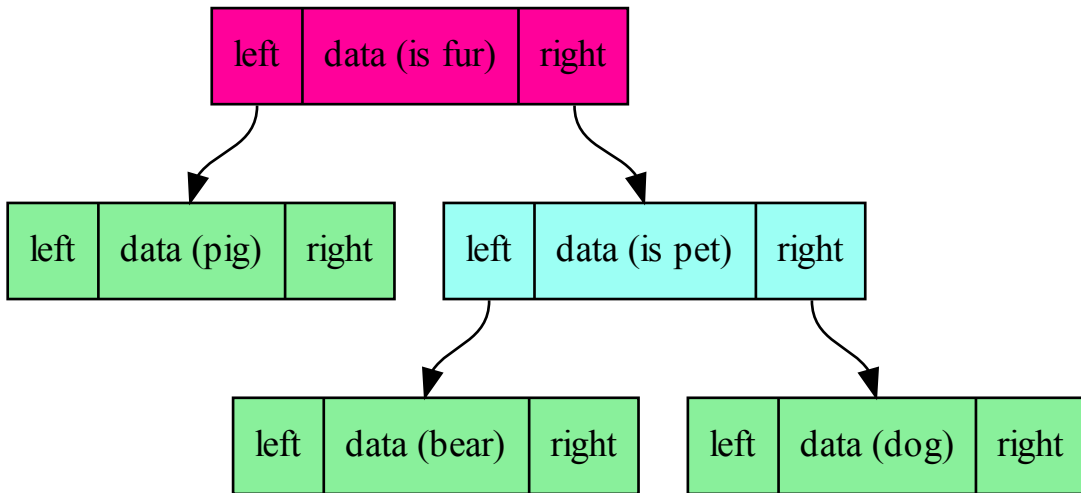 left data (is fur) right
left data (pig) right
left data (is pet) right
left data (bear) right
left data (dog) right